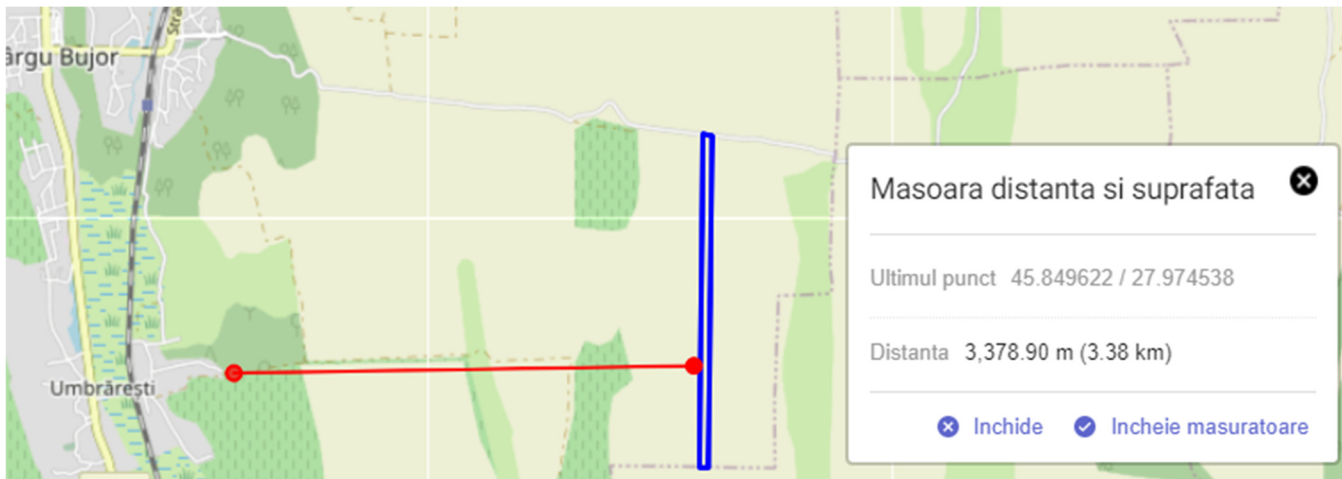 ârgu Bujor
Stră
Umbrărești
Masoara distanta si suprafata
Ultimul punct 45.849622 / 27.974538
Distanta 3,378.90 m (3.38 km)
Inchide Incheie masuratoare